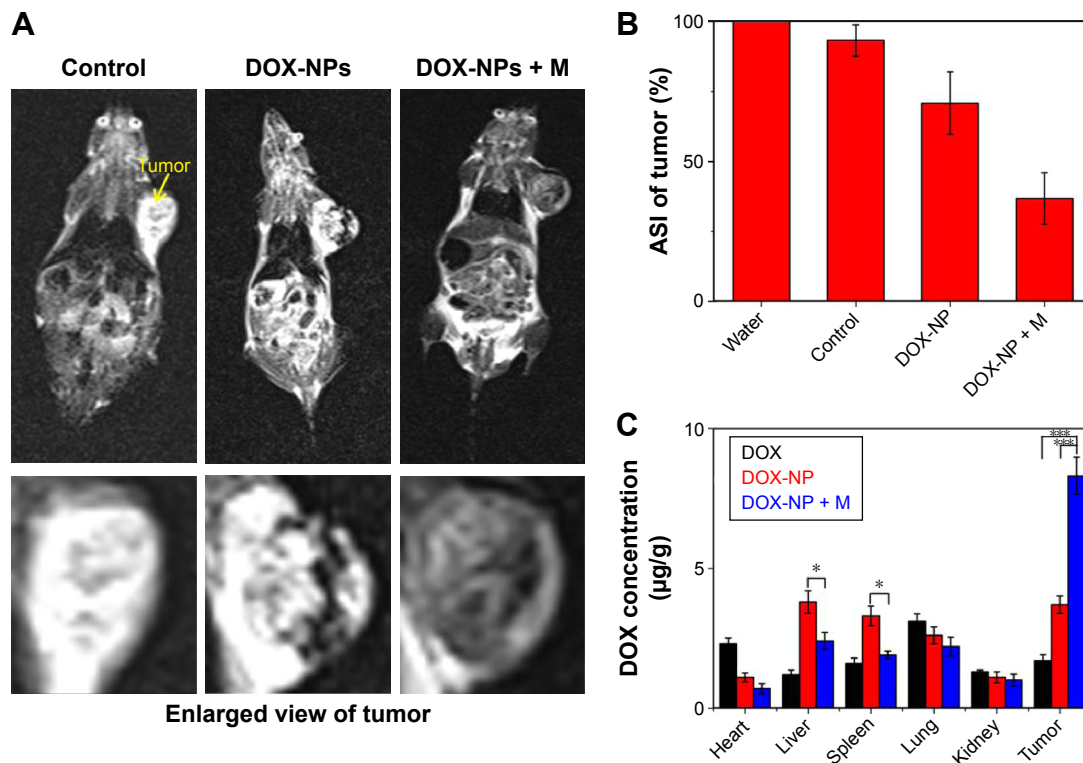 A
Control
DOX-NPs
DOX-NPs + M
Tumor
Enlarged view of tumor
B
ASI of tumor (%)
100
50
0
Water
Control
DOX-NP
DOX-NP + M
C
DOX concentration
(µg/g)
10
5
0
DOX
DOX-NP
DOX-NP + M
*
*
***
***
Heart
Liver
Spleen
Lung
Kidney
Tumor